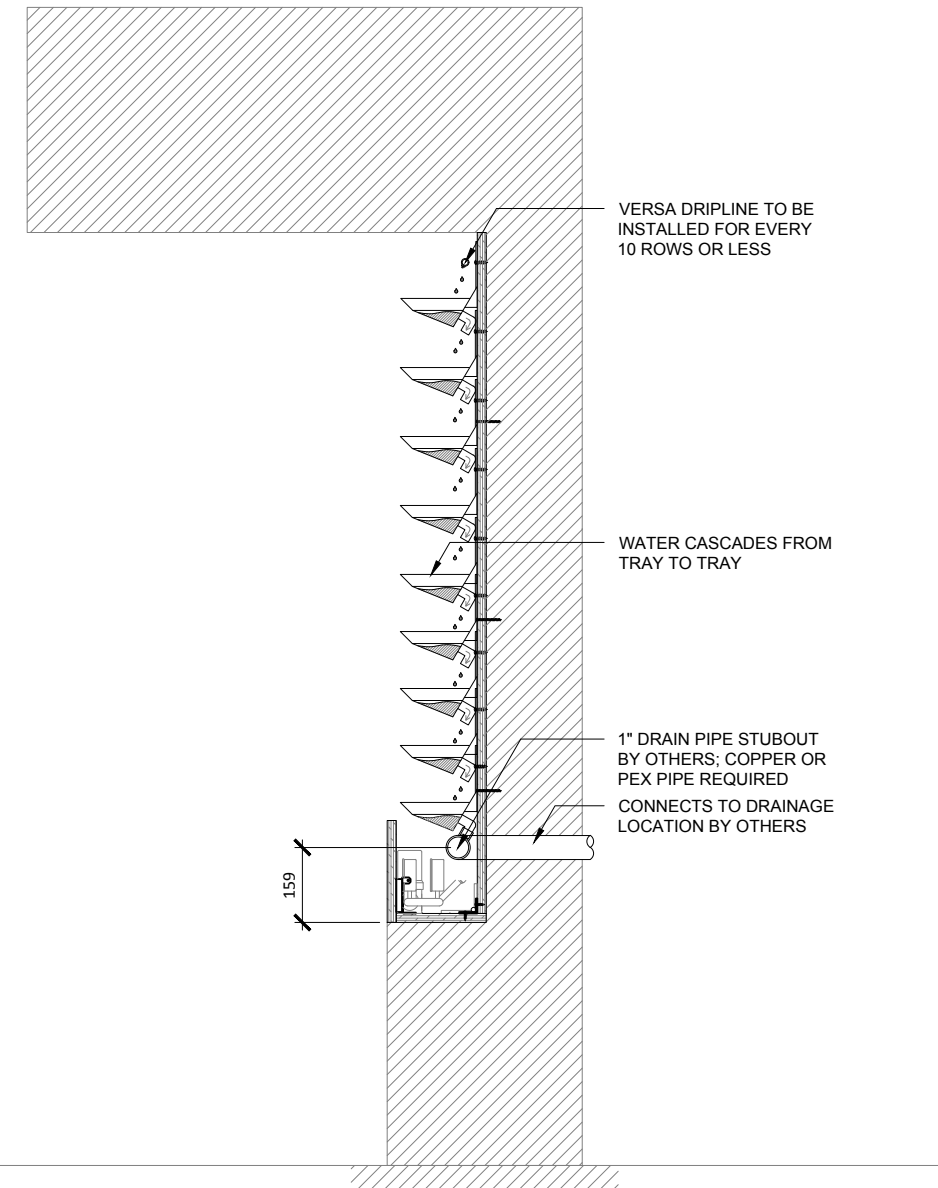 VERSA DRIPLINE TO BE
INSTALLED FOR EVERY
10 ROWS OR LESS
WATER CASCADES FROM
TRAY TO TRAY
1" DRAIN PIPE STUBOUT
BY OTHERS; COPPER OR
PEX PIPE REQUIRED
CONNECTS TO DRAINAGE
LOCATION BY OTHERS
159